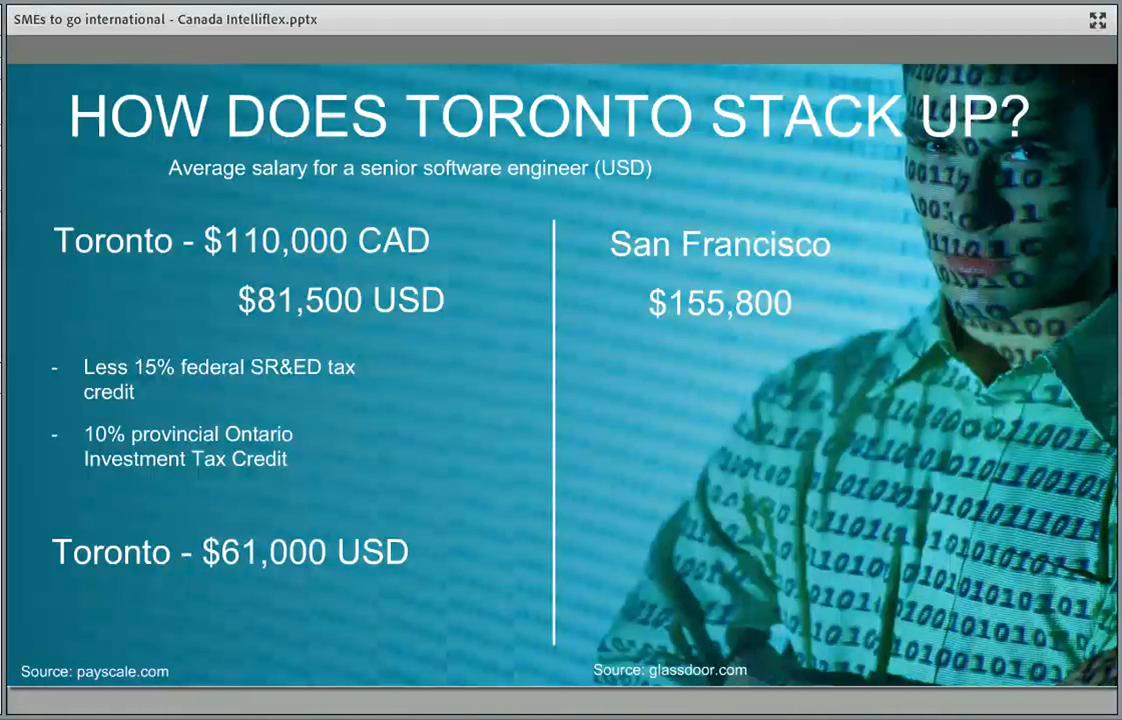 SMEs to go international - Canada Intelliflex.pptx
HOW DOES TORONTO STACK UP?
Average salary for a senior software engineer (USD)
Toronto - $110,000 CAD
$81,500 USD
- Less 15% federal SR&ED tax
credit
- 10% provincial Ontario
Investment Tax Credit
Toronto - $61,000 USD
Source: payscale.com
San Francisco
$155,800
Source: glassdoor.com